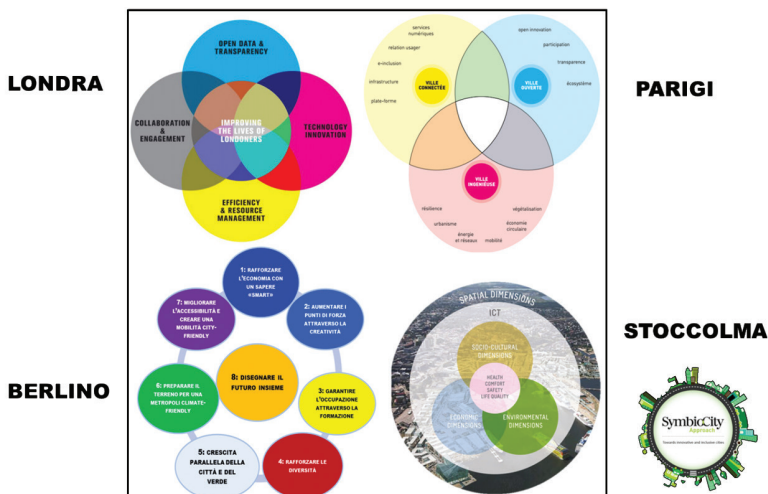 LONDRA
OPEN DATA &
TRANSPARENCY
COLLABORATION
&
ENGAGEMENT
IMPROVING
THE LIVES OF
LONDONERS
TECHNOLOGY
INNOVATION
EFFICIENCY
& RESOURCE
MANAGEMENT
PARIGI
services
numériques
relation usager
e-inclusion
infrastructure
plate-forme
VILLE
CONNECTÉE
open innovation
participation
transparence
écosystème
VILLE
OUVERTE
VILLE
INGÉNIEUSE
résilience
urbanisme
énergie
et réseaux
mobilité
économie
circulaire
végétalisation
BERLINO
1: RAFFORZARE
L'ECONOMIA CON
UN SAPERE
«SMART»
2: AUMENTARE I
PUNTI DI FORZA
ATTRAVERSO LA
CREATIVITÀ
3: GARANTIRE
L'OCCUPAZIONE
ATTRAVERSO LA
FORMAZIONE
4: RAFFORZARE LE
DIVERSITÀ
5: CRESCITA
PARALLELA DELLA
CITTÀ E DEL
VERDE
6: PREPARARE IL
TERRENO PER UNA
METROPOLI CLIMATE-
FRIENDLY
7: MIGLIORARE
L'ACCESSIBILITÀ E
CREARE UNA
MOBILITÀ CITY-
FRIENDLY
8: DISEGNARE IL
FUTURO INSIEME
STOCCOLMA
SPATIAL DIMENSIONS
ICT
SOCIO-CULTURAL
DIMENSIONS
HEALTH
COMFORT
SAFETY
LIFE QUALITY
ECONOMIC
DIMENSIONS
ENVIRONMENTAL
DIMENSIONS
SymbioCity
Approach